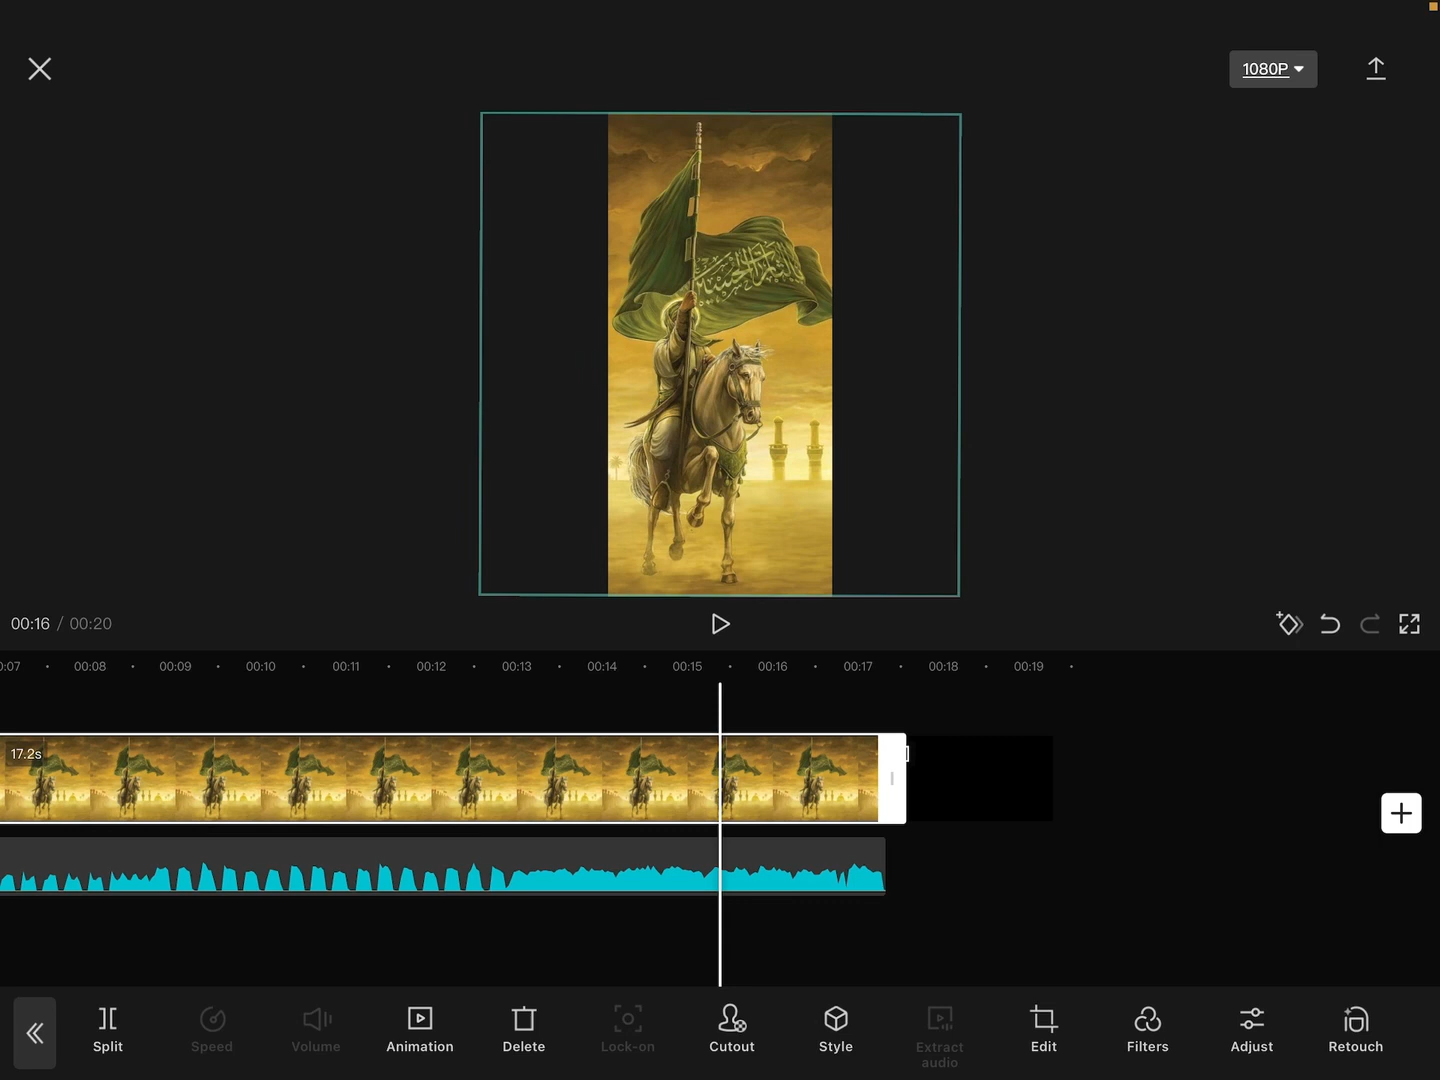 1080P
00:16 / 00:20
0:07 00:08 00:09 00:10 00:11 00:12 00:13 00:14 00:15 00:16 00:17 00:18 00:19
17.2s
Split Speed Volume Animation Delete Lock-on Cutout Style Extract audio Edit Filters Adjust Retouch